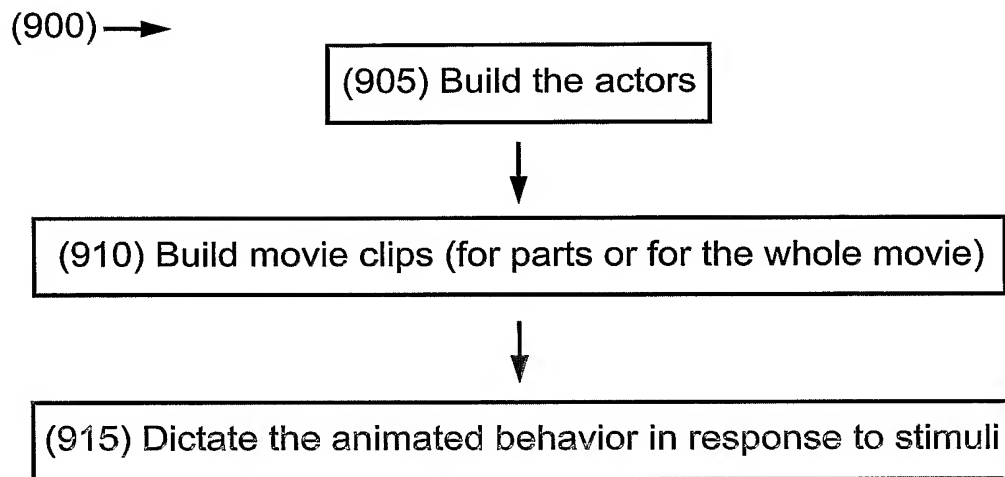 (900)
(905) Build the actors
(910) Build movie clips (for parts or for the whole movie)
(915) Dictate the animated behavior in response to stimuli